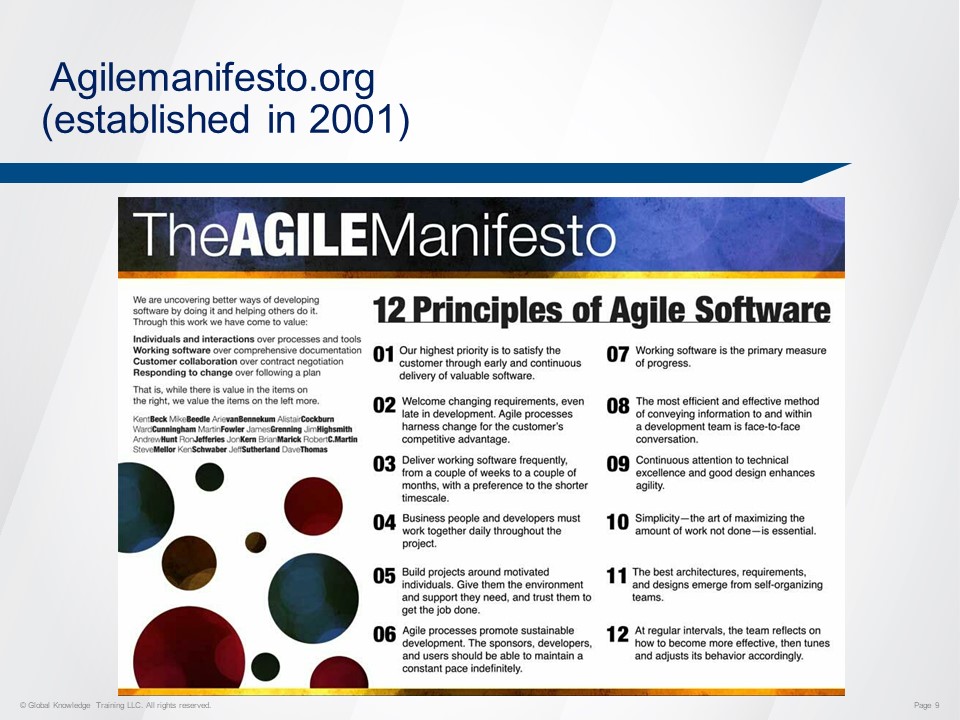 Agilemanifesto.org
(established in 2001)
TheAGILEManifesto
We are uncovering better ways of developing
software by doing it and helping others do it.
Through this work we have come to value:
Individuals and interactions over processes and tools
Working software over comprehensive documentation
Customer collaboration over contract negotiation
Responding to change over following a plan
That is, while there is value in the items on
the right, we value the items on the left more.
KentBeck MikeBeedle ArievanBennekum AlistairCockburn
WardCunningham MartinFowler JamesGrenning JimHighsmith
AndrewHunt RonJefferies JonKern BrianMarick RobertC.Martin
SteveMellor KenSchwaber JeffSutherland DaveThomas
12 Principles of Agile Software
01 Our highest priority is to satisfy the
customer through early and continuous
delivery of valuable software.
02 Welcome changing requirements, even
late in development. Agile processes
harness change for the customer's
competitive advantage.
03 Deliver working software frequently,
from a couple of weeks to a couple of
months, with a preference to the shorter
timescale.
04 Business people and developers must
work together daily throughout the
project.
05 Build projects around motivated
individuals. Give them the environment
and support they need, and trust them to
get the job done.
06 Agile processes promote sustainable
development. The sponsors, developers,
and users should be able to maintain a
constant pace indefinitely.
07 Working software is the primary measure
of progress.
08 The most efficient and effective method
of conveying information to and within
a development team is face-to-face
conversation.
09 Continuous attention to technical
excellence and good design enhances
agility.
10 Simplicity—the art of maximizing the
amount of work not done—is essential.
11 The best architectures, requirements,
and designs emerge from self-organizing
teams.
12 At regular intervals, the team reflects on
how to become more effective, then tunes
and adjusts its behavior accordingly.
© Global Knowledge Training LLC. All rights reserved.
Page 9